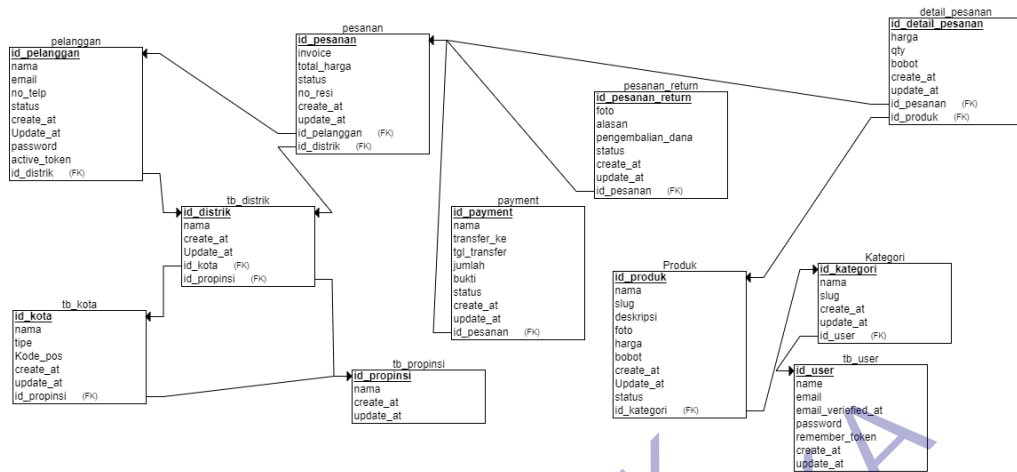 pelanggan
id_pelanggan
nama
email
no_telp
status
create_at
Update_at
password
active_token
id_distrik (FK)
pesanan
id_pesanan
invoice
total_harga
status
no_resi
create_at
update_at
id_pelanggan (FK)
id_distrik (FK)
detail_pesanan
id_detail_pesanan
harga
qty
bobot
create_at
update_at
id_pesanan (FK)
id_produk (FK)
pesanan_return
id_pesanan_return
foto
alasan
pengembalian_dana
status
create_at
update_at
id_pesanan (FK)
tb_distrik
id_distrik
nama
create_at
Update_at
id_kota (FK)
id_propinsi (FK)
payment
id_payment
nama
transfer_ke
tgl_transfer
jumlah
bukti
status
create_at
update_at
id_pesanan (FK)
Produk
id_produk
nama
slug
deskripsi
foto
harga
bobot
create_at
Update_at
status
id_kategori (FK)
Kategori
id_kategori
nama
slug
create_at
update_at
id_user (FK)
tb_kota
id_kota
nama
tipe
Kode_pos
create_at
update_at
id_propinsi (FK)
tb_propinsi
id_propinsi
nama
create_at
update_at
tb_user
id_user
name
email
email_veriefied_at
password
remember_token
create_at
update_at
K A